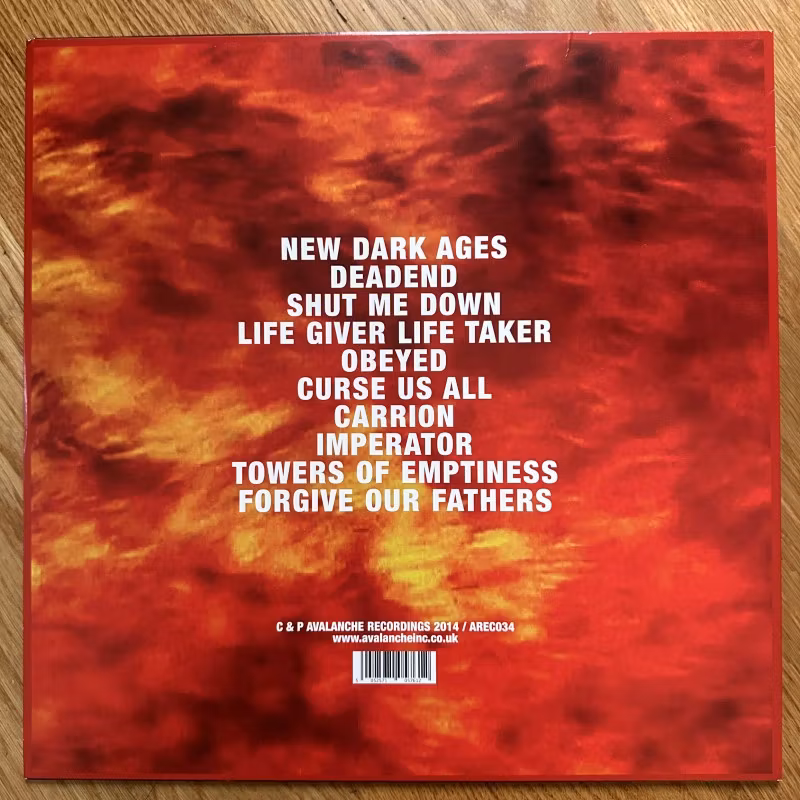 NEW DARK AGES
DEADEND
SHUT ME DOWN
LIFE GIVER LIFE TAKER
OBEYED
CURSE US ALL
CARRION
IMPERATOR
TOWERS OF EMPTINESS
FORGIVE OUR FATHERS
C & P AVALANCHE RECORDINGS 2014 / AREC034
www.avalancheinc.co.uk